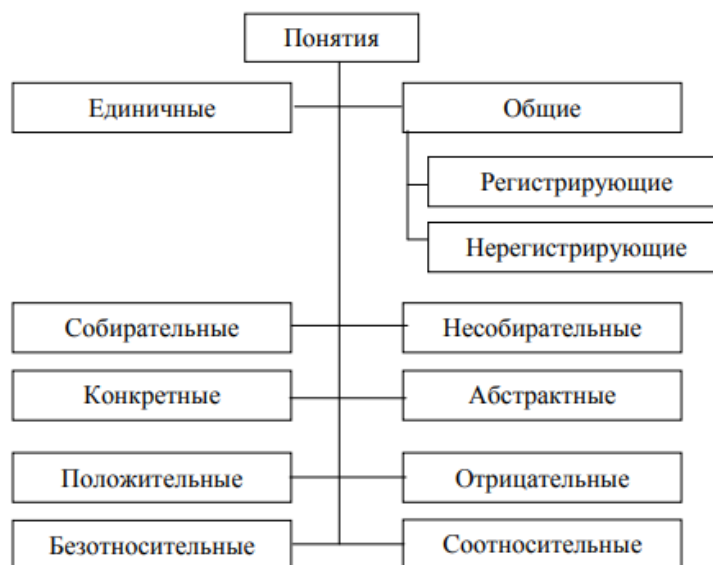 Понятия
Единичные
Общие
Регистрирующие
Нерегистрирующие
Собирательные
Несобирательные
Конкретные
Абстрактные
Положительные
Отрицательные
Безотносительные
Соотносительные